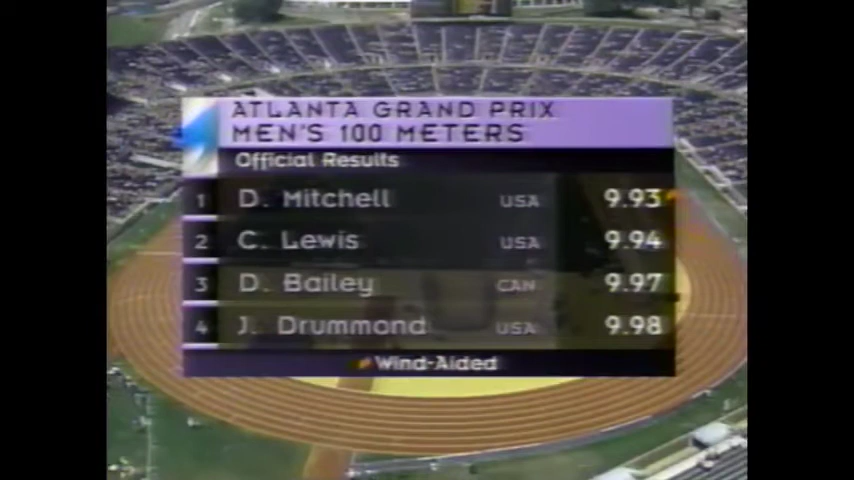 ATLANTA GRAND PRIX
MEN'S 100 METERS
Official Results
1 D. Mitchell USA 9.93
2 C. Lewis USA 9.94
3 D. Bailey CAN 9.97
4 J. Drummond USA 9.98
Wind-Aided